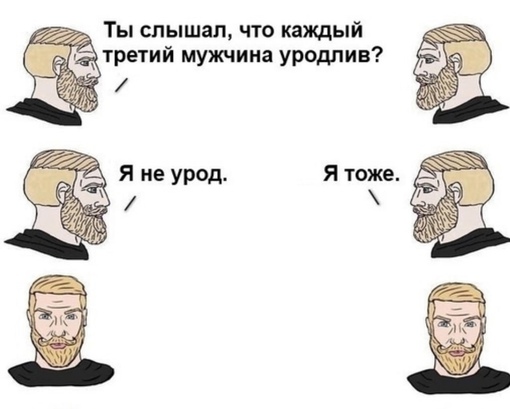 Ты слышал, что каждый
третий мужчина уродлив?
Я не урод.
Я тоже.